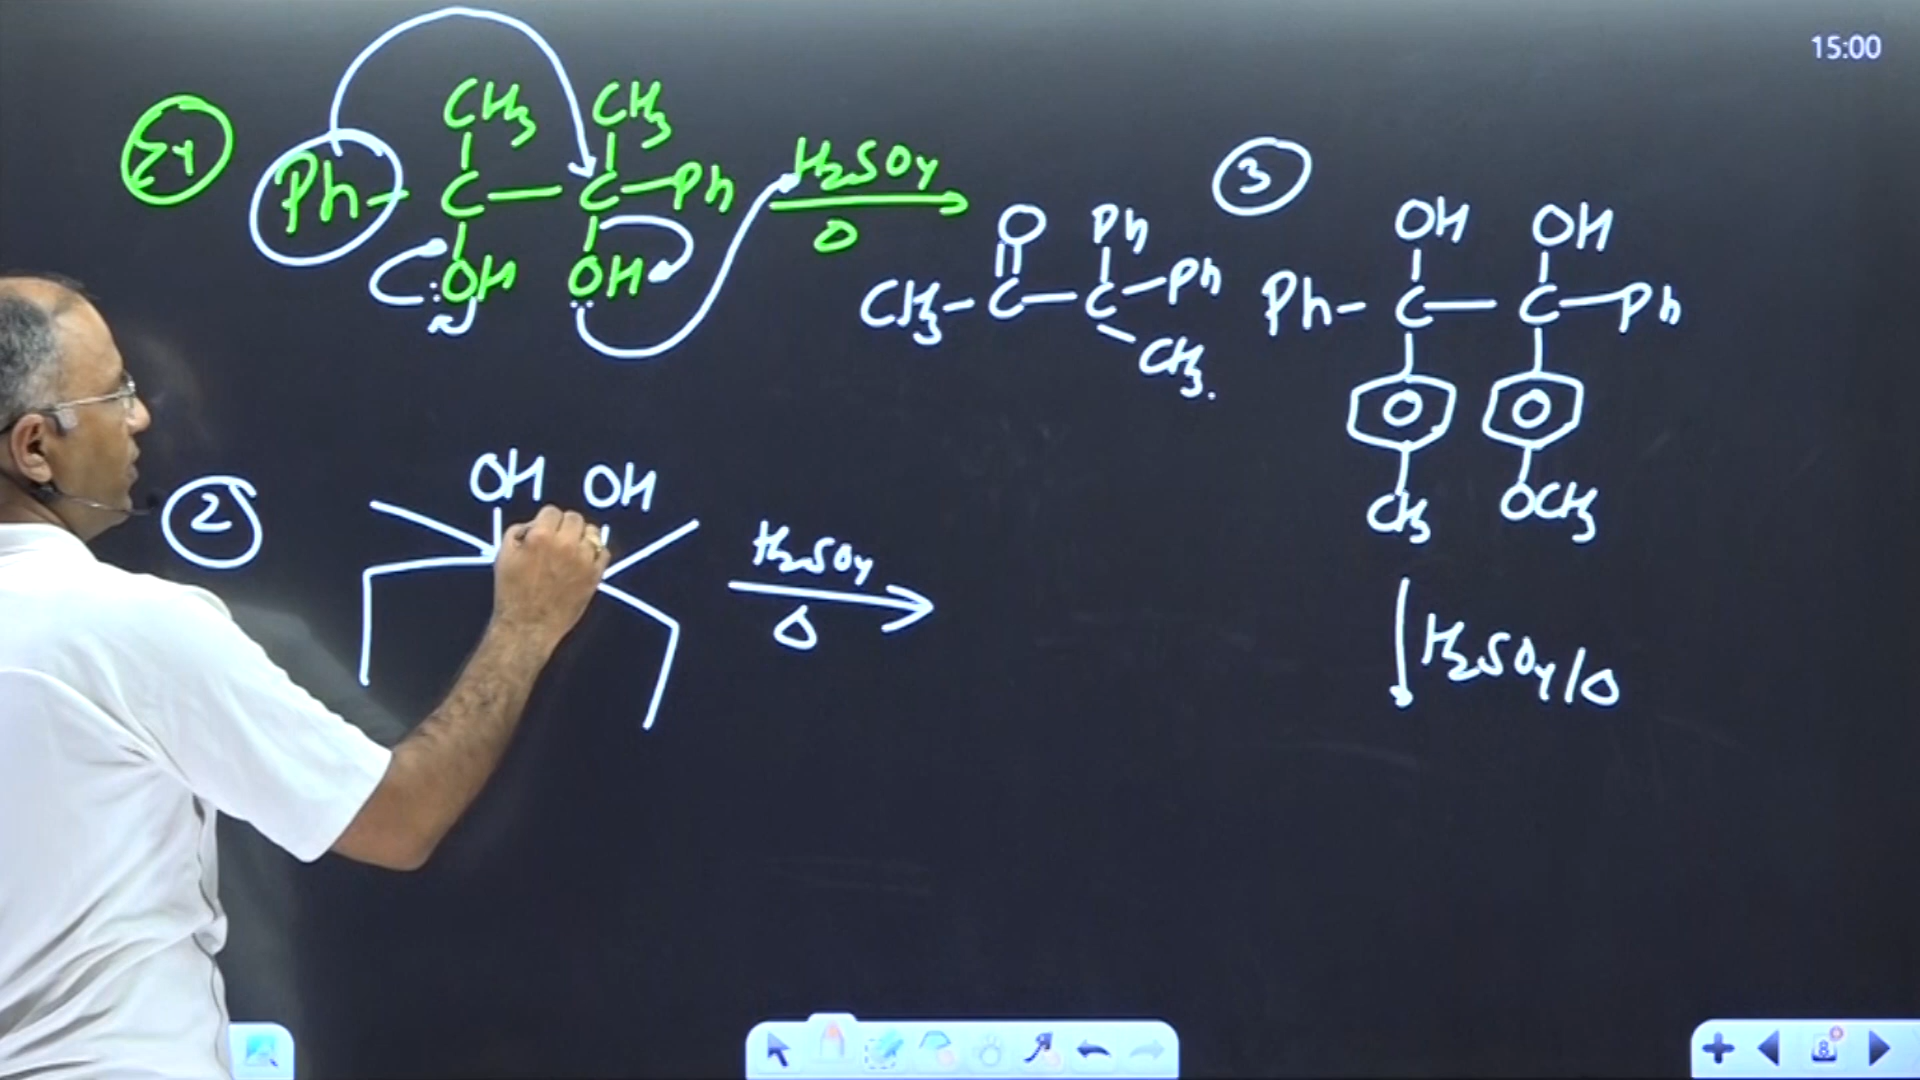 15:00
Ex
CH3 CH3
Ph-C-C-Ph
OH OH
H2SO4
Δ
O Ph
CH3-C-C-Ph
CH3.
3
OH OH
Ph-C-C-Ph
CH3 OCH3
H2SO4/Δ
2
OH OH
H2SO4
Δ
8